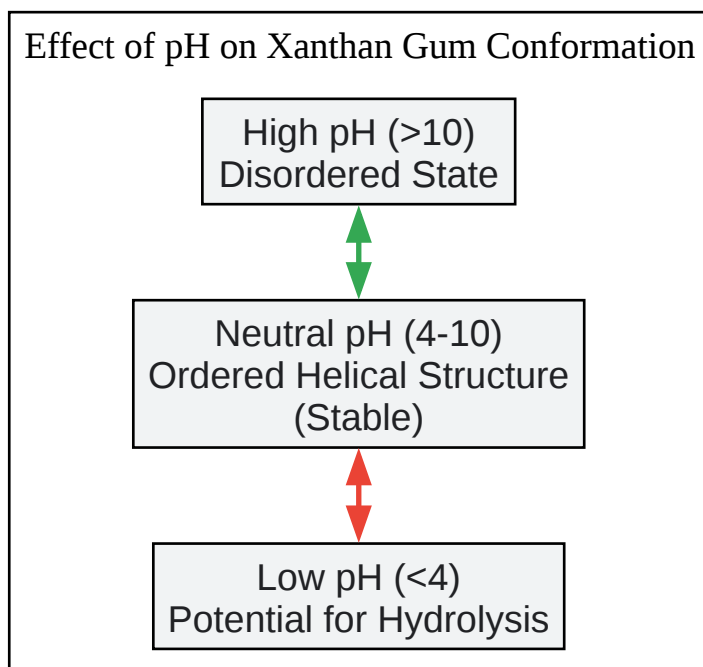 Effect of pH on Xanthan Gum Conformation
High pH (>10)
Disordered State
Neutral pH (4-10)
Ordered Helical Structure
(Stable)
Low pH (<4)
Potential for Hydrolysis